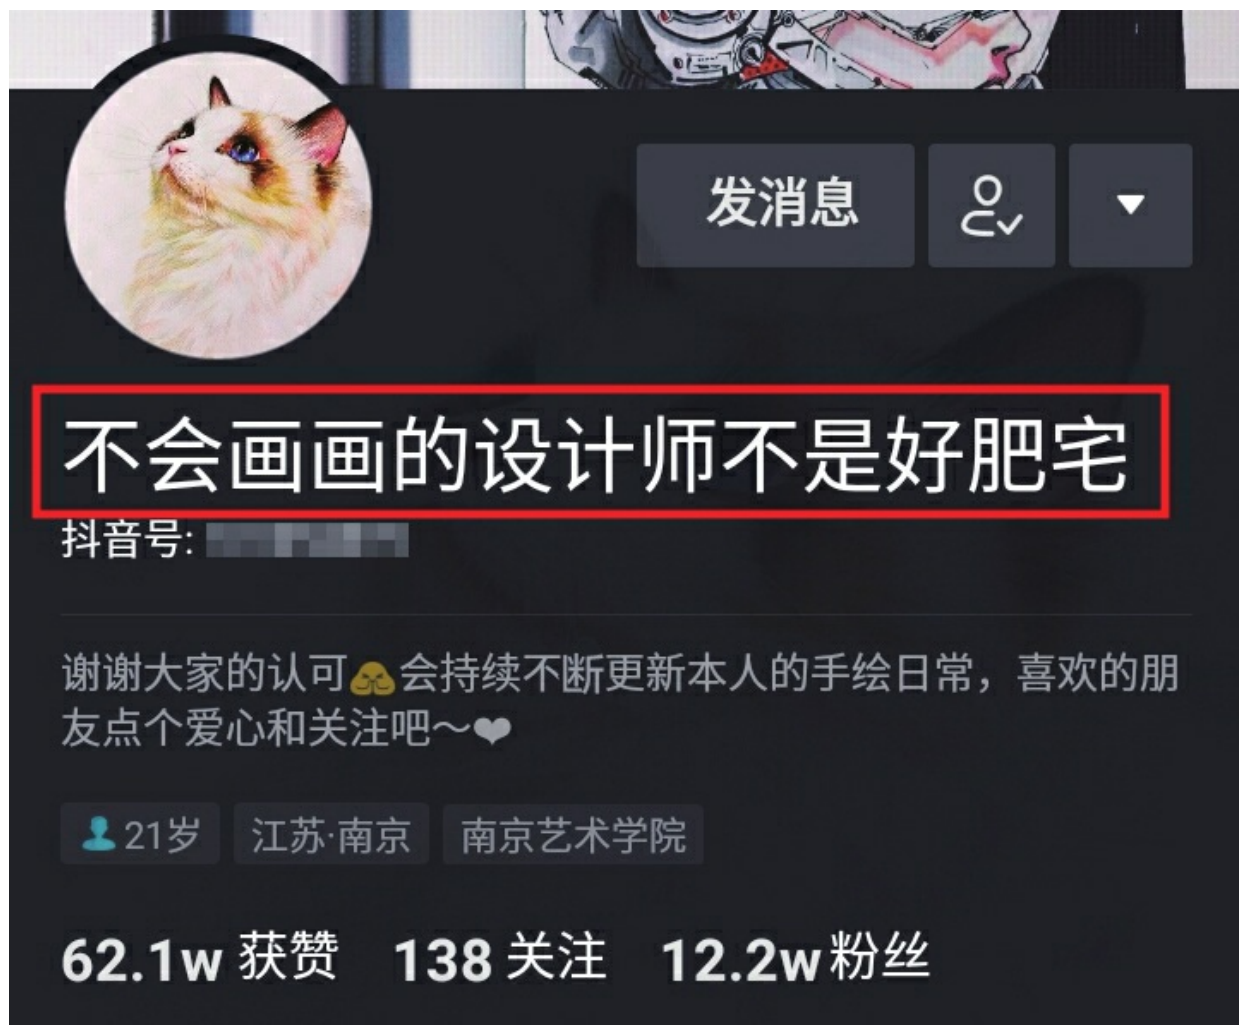 发消息
不会画画的设计师不是好肥宅
抖音号:
谢谢大家的认可🙏会持续不断更新本人的手绘日常，喜欢的朋
友点个爱心和关注吧～❤
21岁 江苏·南京 南京艺术学院
62.1w 获赞 138 关注 12.2w 粉丝